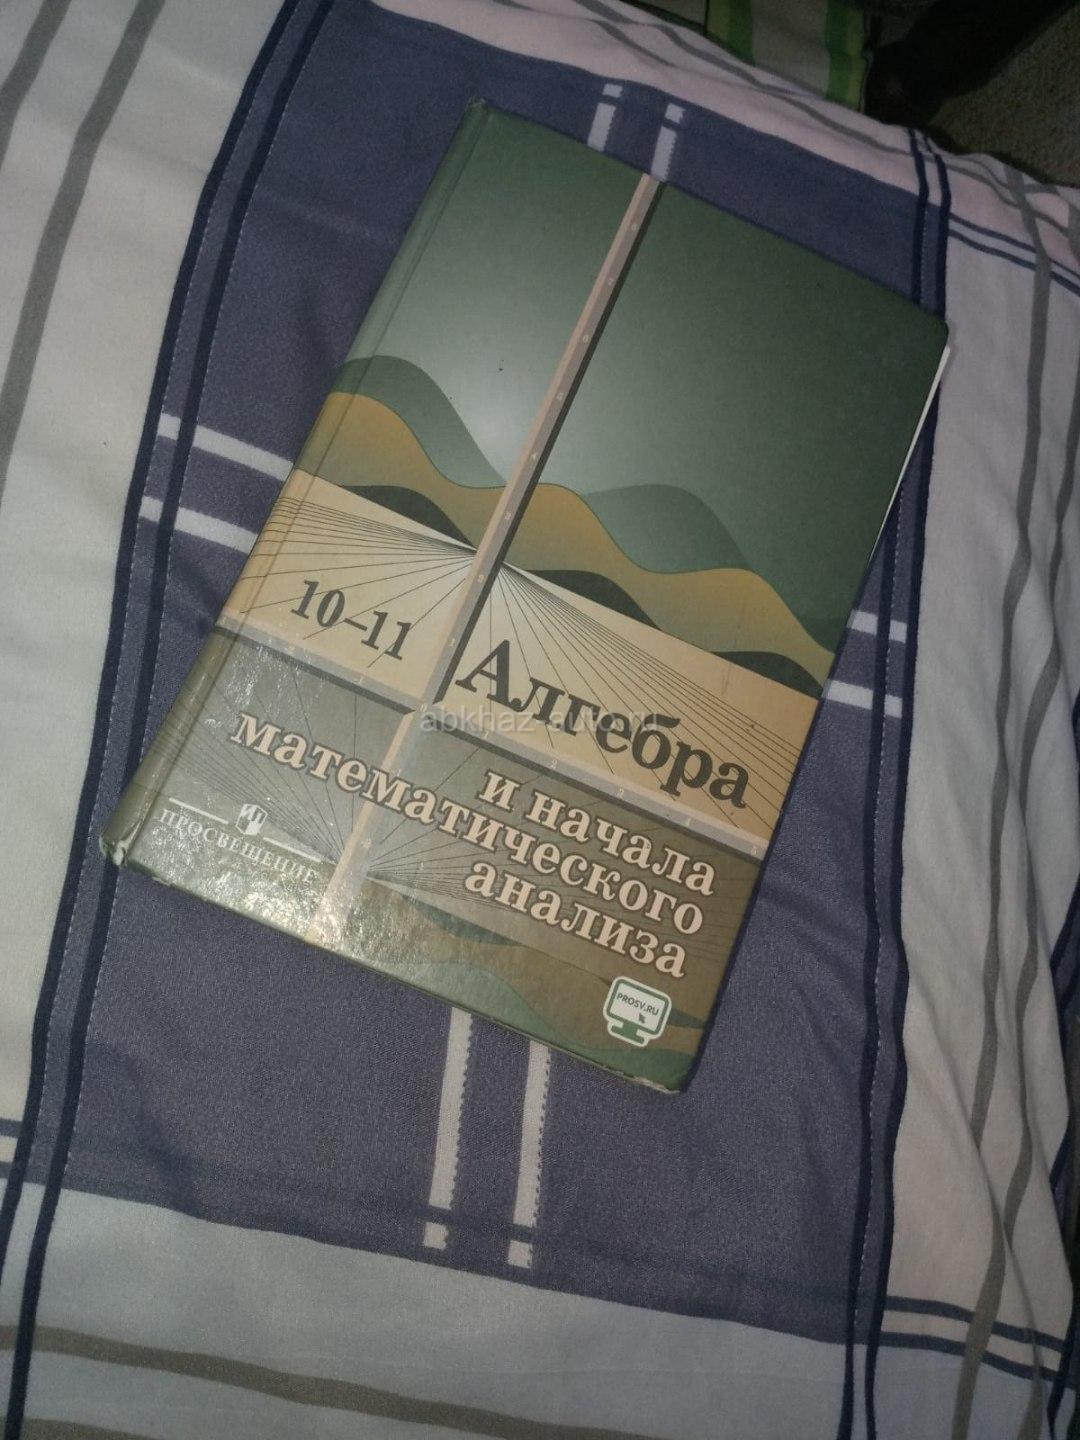 10–11
Алгебра
и начала
математического
анализа
ПРОСВЕЩЕНИЕ
PROSV.RU
abkhaz-auto.ru